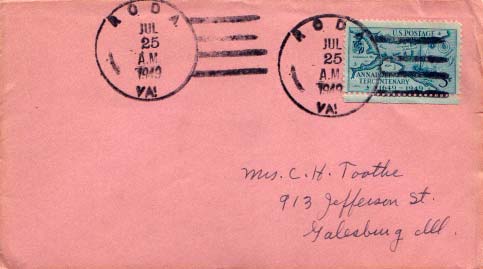 RODA
JUL
25
A.M.
1949
VA.
RODA
JUL
25
A.M.
1949
VA.
U.S. POSTAGE
ANNAPOLIS
TERCENTENARY
1649-1949
3¢
Mrs. C. H. Toothe
913 Jefferson St.
Galesburg Ill.